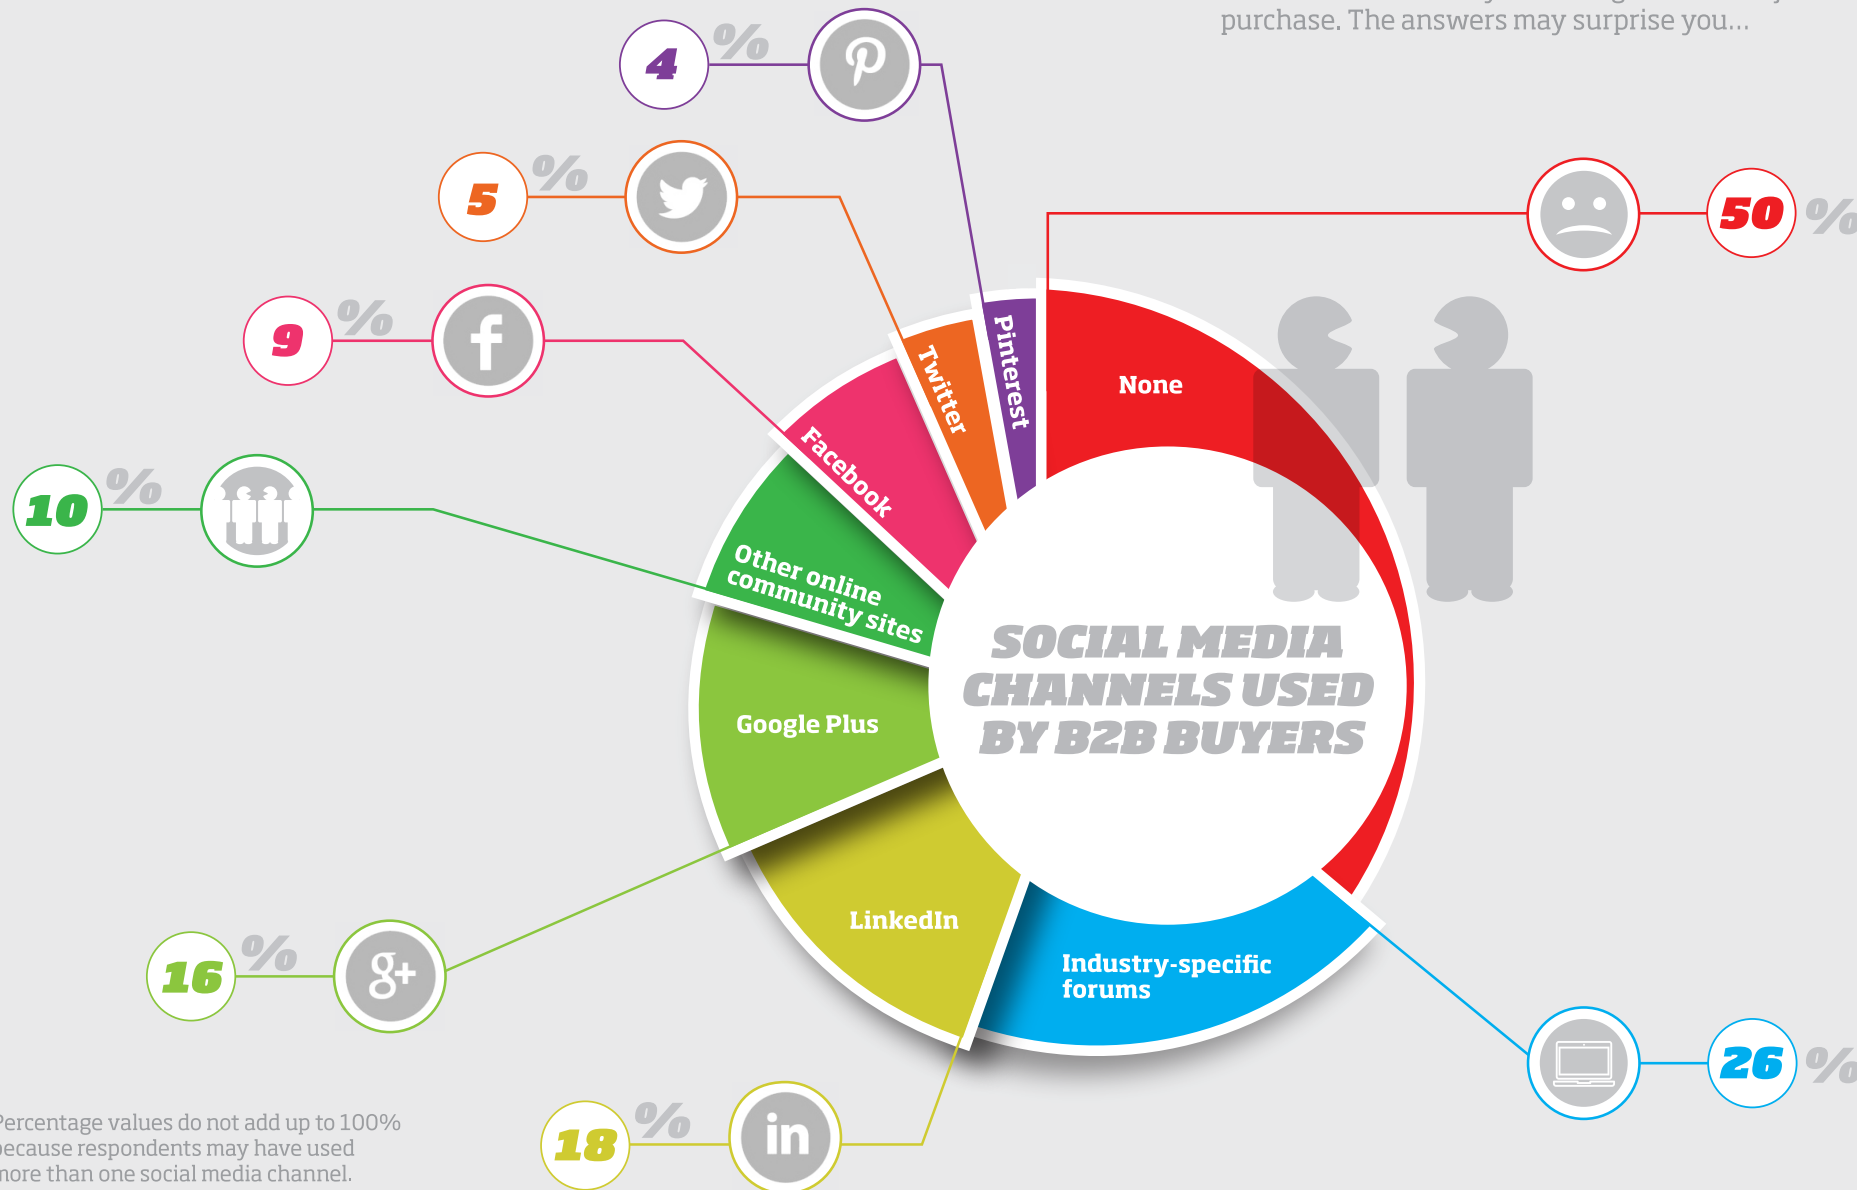 purchase. The answers may surprise you...
4 %
5 %
50 %
9 %
10 %
Pinterest
None
Twitter
Facebook
Other online
community sites
Google Plus
SOCIAL MEDIA
CHANNELS USED
BY B2B BUYERS
LinkedIn
Industry-specific
forums
16 %
g+
26 %
18 %
in
Percentage values do not add up to 100%
because respondents may have used
more than one social media channel.